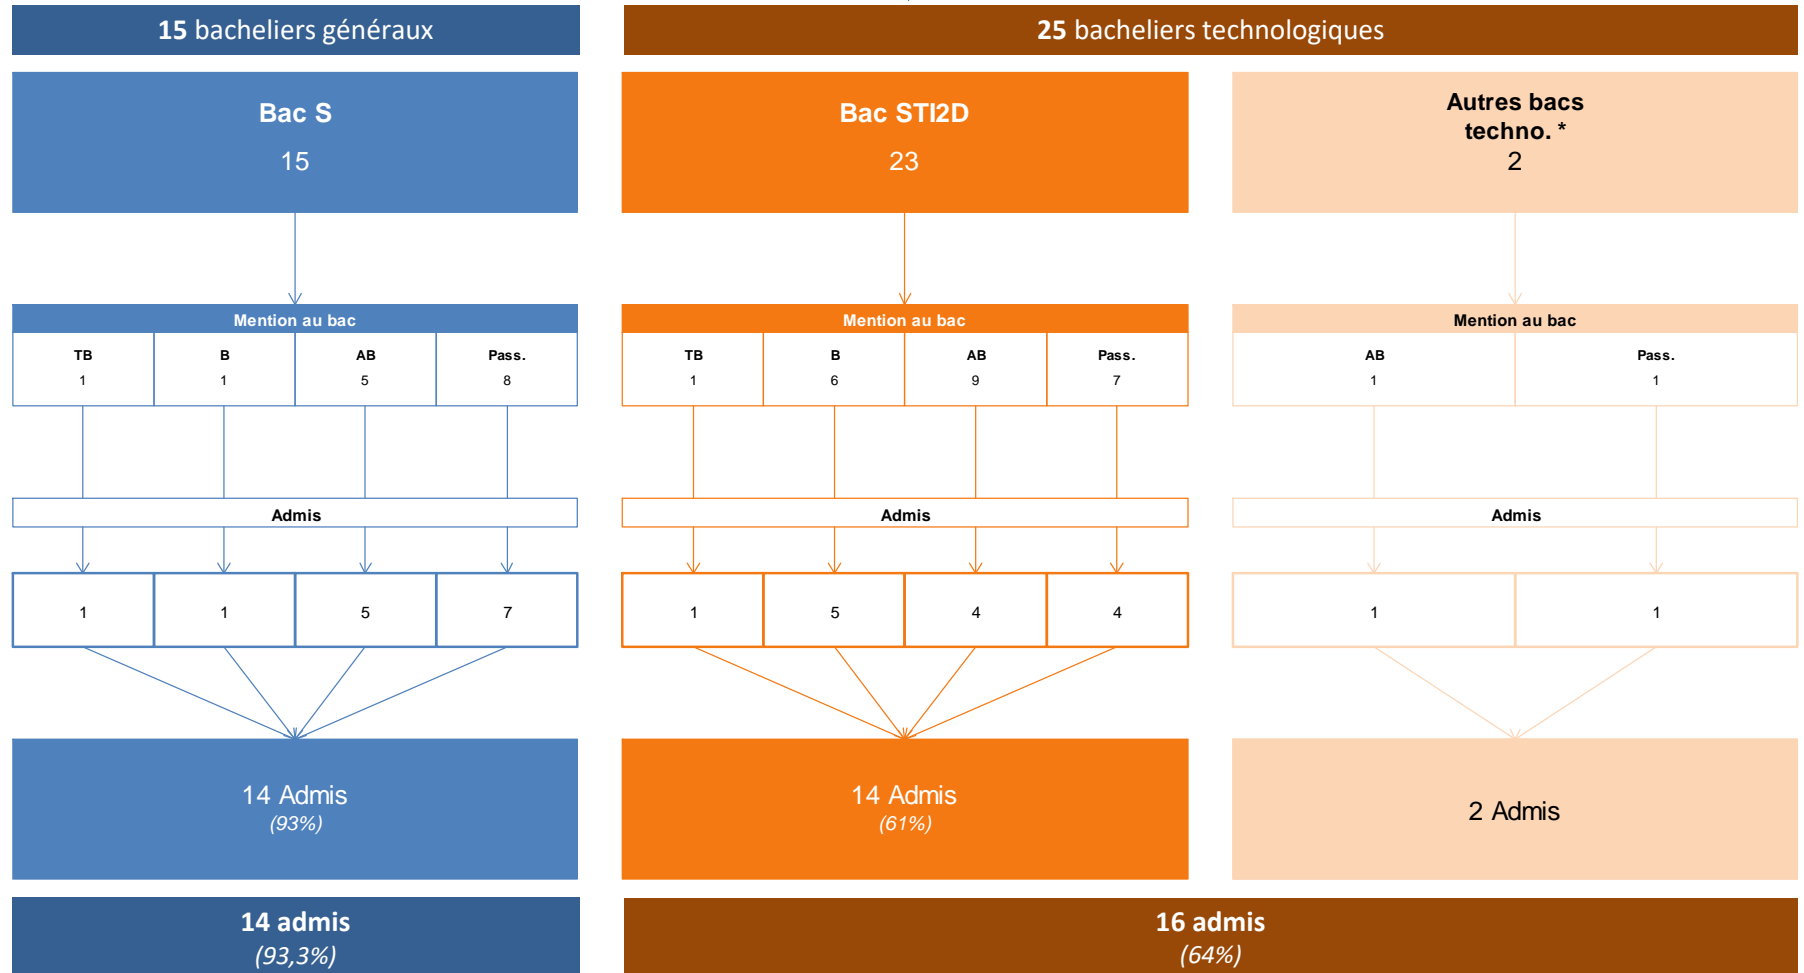 15 bacheliers généraux
25 bacheliers technologiques
Bac S
15
Bac STI2D
23
Autres bacs
techno. *
2
Mention au bac
TB B AB Pass.
1 1 5 8
Mention au bac
TB B AB Pass.
1 6 9 7
Mention au bac
AB Pass.
1 1
Admis
Admis
Admis
1 1 5 7
1 5 4 4
1 1
14 Admis
(93%)
14 Admis
(61%)
2 Admis
14 admis
(93,3%)
16 admis
(64%)